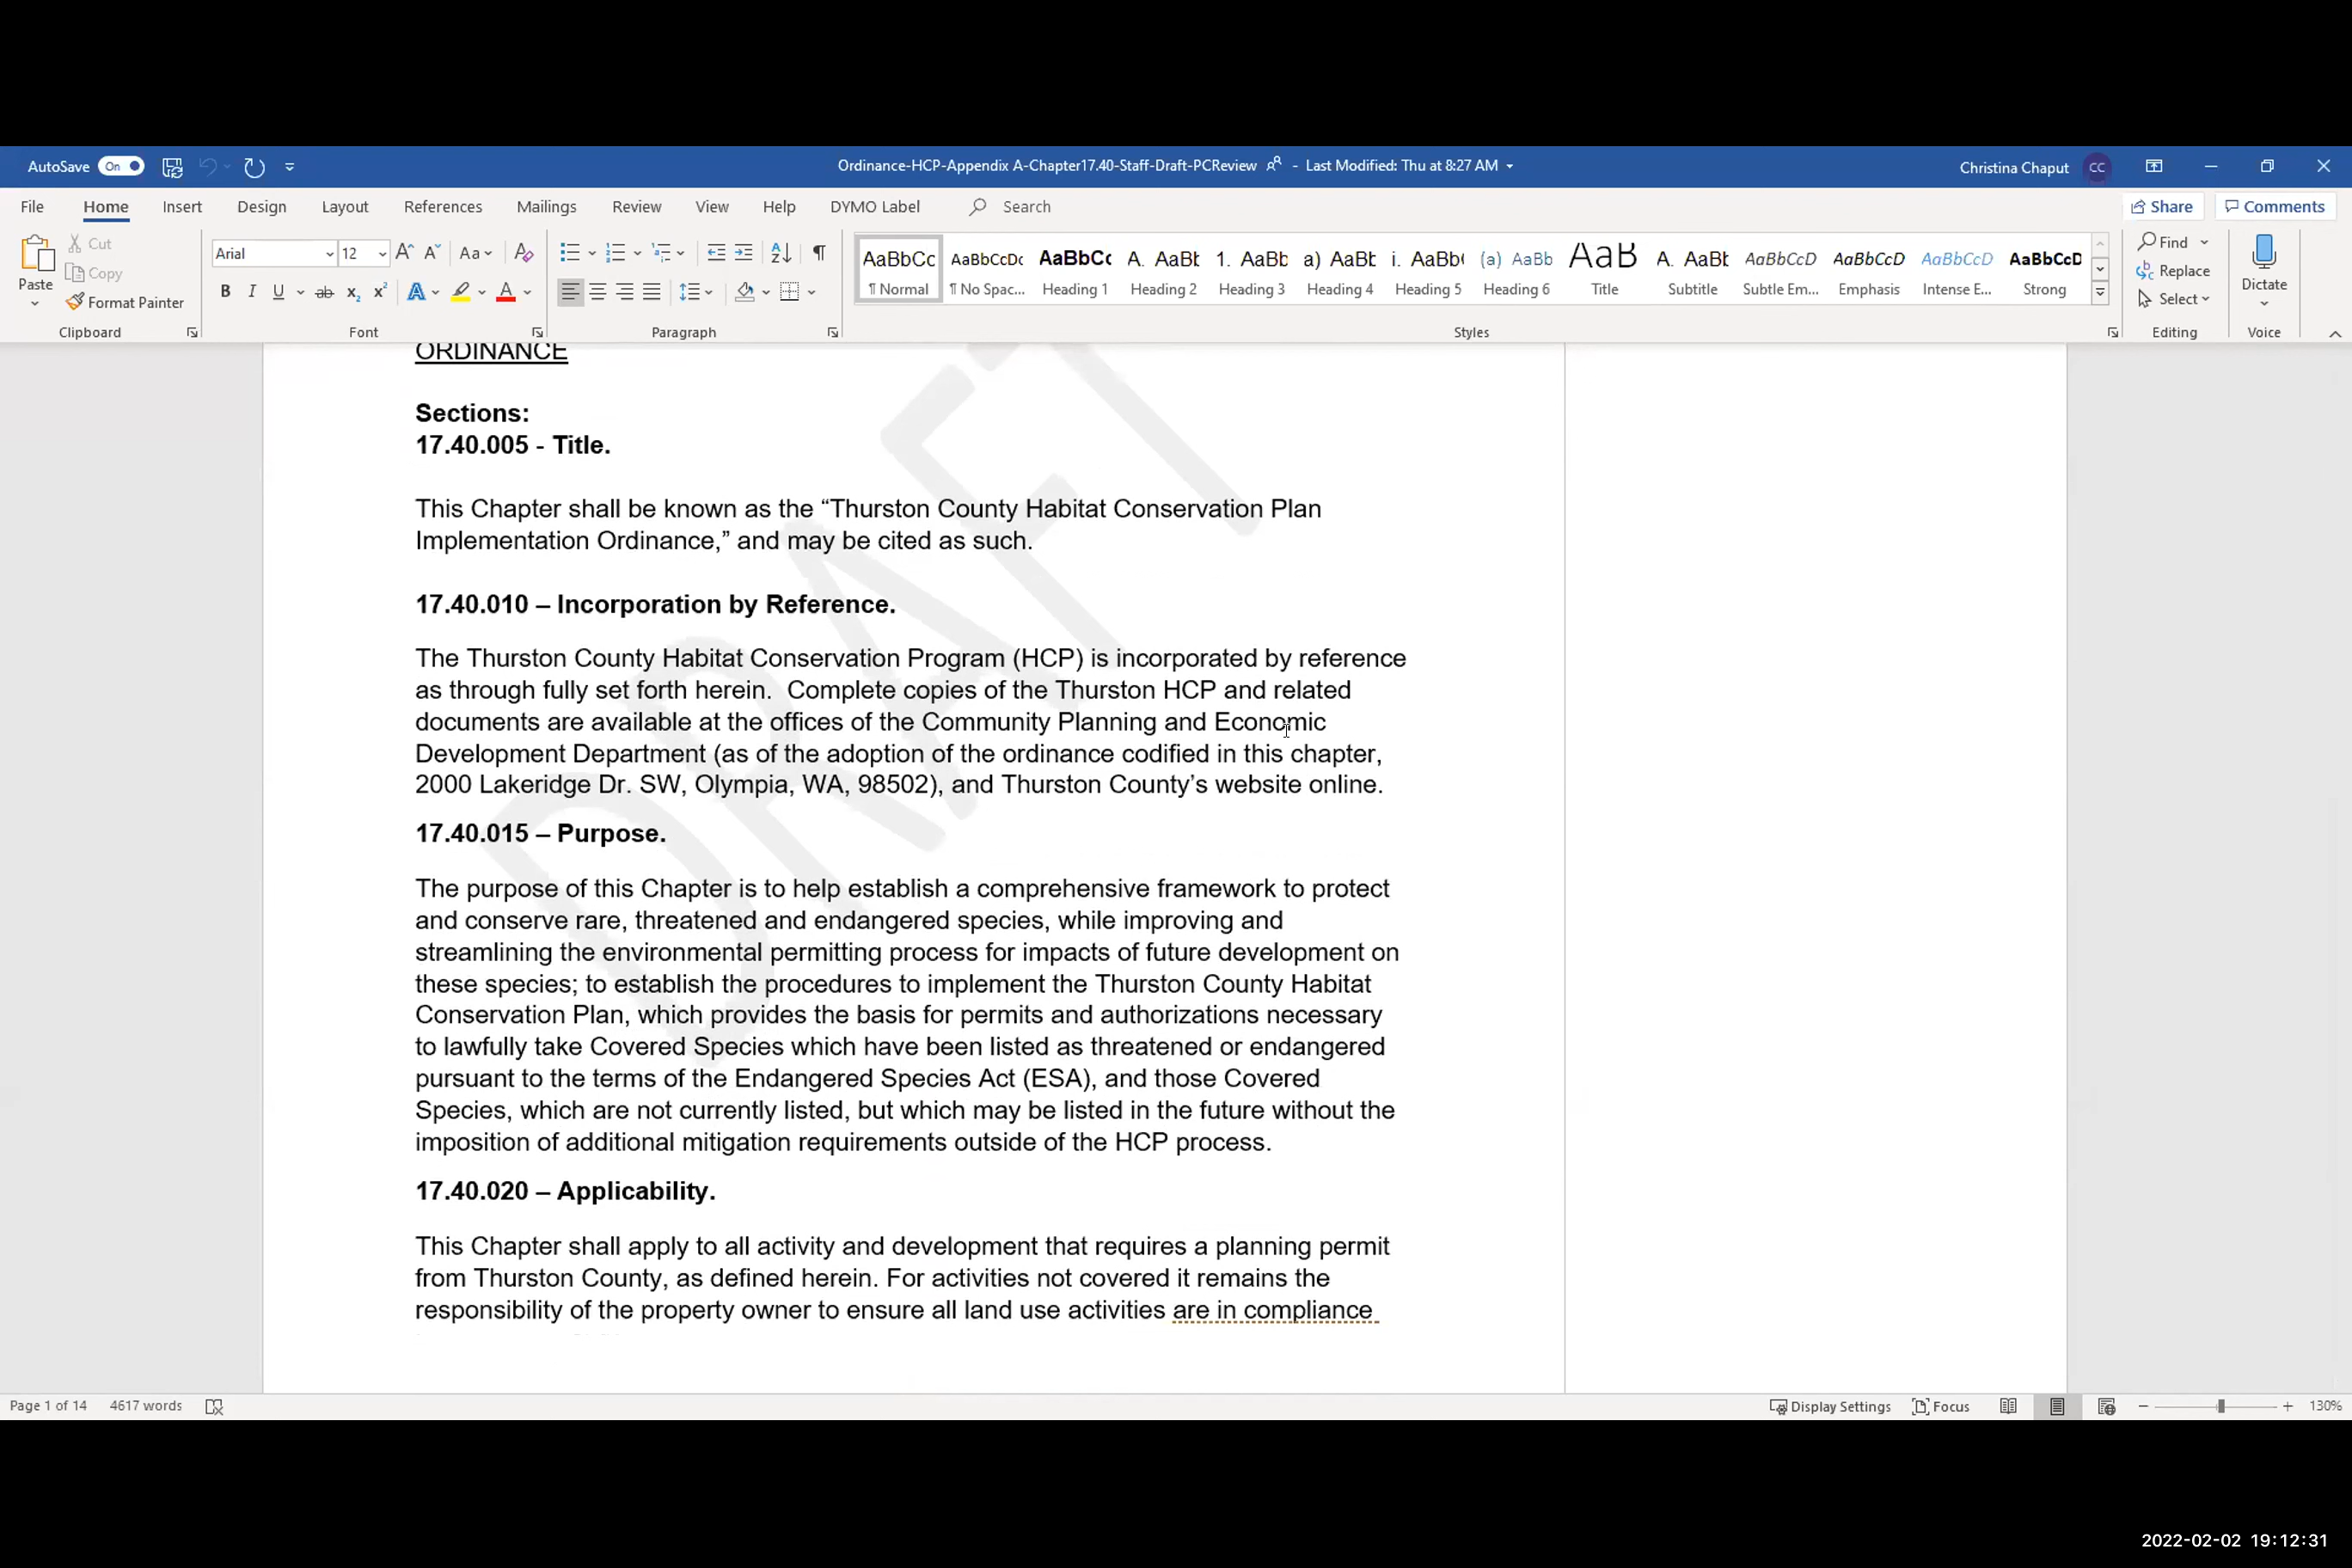 AutoSave On Ordinance-HCP-Appendix A-Chapter17.40-Staff-Draft-PCReview - Last Modified: Thu at 8:27 AM Christina Chaput CC
File Home Insert Design Layout References Mailings Review View Help DYMO Label Search Share Comments
Paste Cut Copy Format Painter
Clipboard
Arial 12 Aa
B I U ab x2 x2 A A
Font
Paragraph
AaBbCc AaBbCcDc AaBbCc A. AaBb 1. AaBb a) AaBb i. AaBb (a) AaBb AaB A. AaBb AaBbCcD AaBbCcD AaBbCcD AaBbCcD
¶ Normal ¶ No Spac... Heading 1 Heading 2 Heading 3 Heading 4 Heading 5 Heading 6 Title Subtitle Subtle Em... Emphasis Intense E... Strong
Styles
Find
Replace
Select
Editing
Dictate
Voice
DRAFT
ORDINANCE
Sections:
17.40.005 - Title.
This Chapter shall be known as the “Thurston County Habitat Conservation Plan
Implementation Ordinance,” and may be cited as such.
17.40.010 – Incorporation by Reference.
The Thurston County Habitat Conservation Program (HCP) is incorporated by reference
as through fully set forth herein.  Complete copies of the Thurston HCP and related
documents are available at the offices of the Community Planning and Economic
Development Department (as of the adoption of the ordinance codified in this chapter,
2000 Lakeridge Dr. SW, Olympia, WA, 98502), and Thurston County’s website online.
17.40.015 – Purpose.
The purpose of this Chapter is to help establish a comprehensive framework to protect
and conserve rare, threatened and endangered species, while improving and
streamlining the environmental permitting process for impacts of future development on
these species; to establish the procedures to implement the Thurston County Habitat
Conservation Plan, which provides the basis for permits and authorizations necessary
to lawfully take Covered Species which have been listed as threatened or endangered
pursuant to the terms of the Endangered Species Act (ESA), and those Covered
Species, which are not currently listed, but which may be listed in the future without the
imposition of additional mitigation requirements outside of the HCP process.
17.40.020 – Applicability.
This Chapter shall apply to all activity and development that requires a planning permit
from Thurston County, as defined herein. For activities not covered it remains the
responsibility of the property owner to ensure all land use activities are in compliance
Page 1 of 14 4617 words Display Settings Focus 130%
2022-02-02 19:12:31